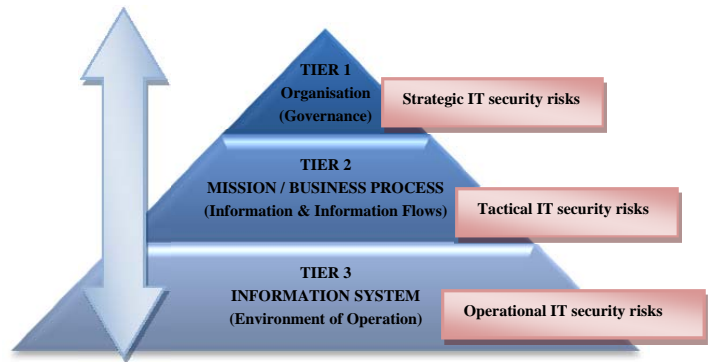 TIER 1
Organisation
(Governance)
Strategic IT security risks
TIER 2
MISSION / BUSINESS PROCESS
(Information & Information Flows)
Tactical IT security risks
TIER 3
INFORMATION SYSTEM
(Environment of Operation)
Operational IT security risks